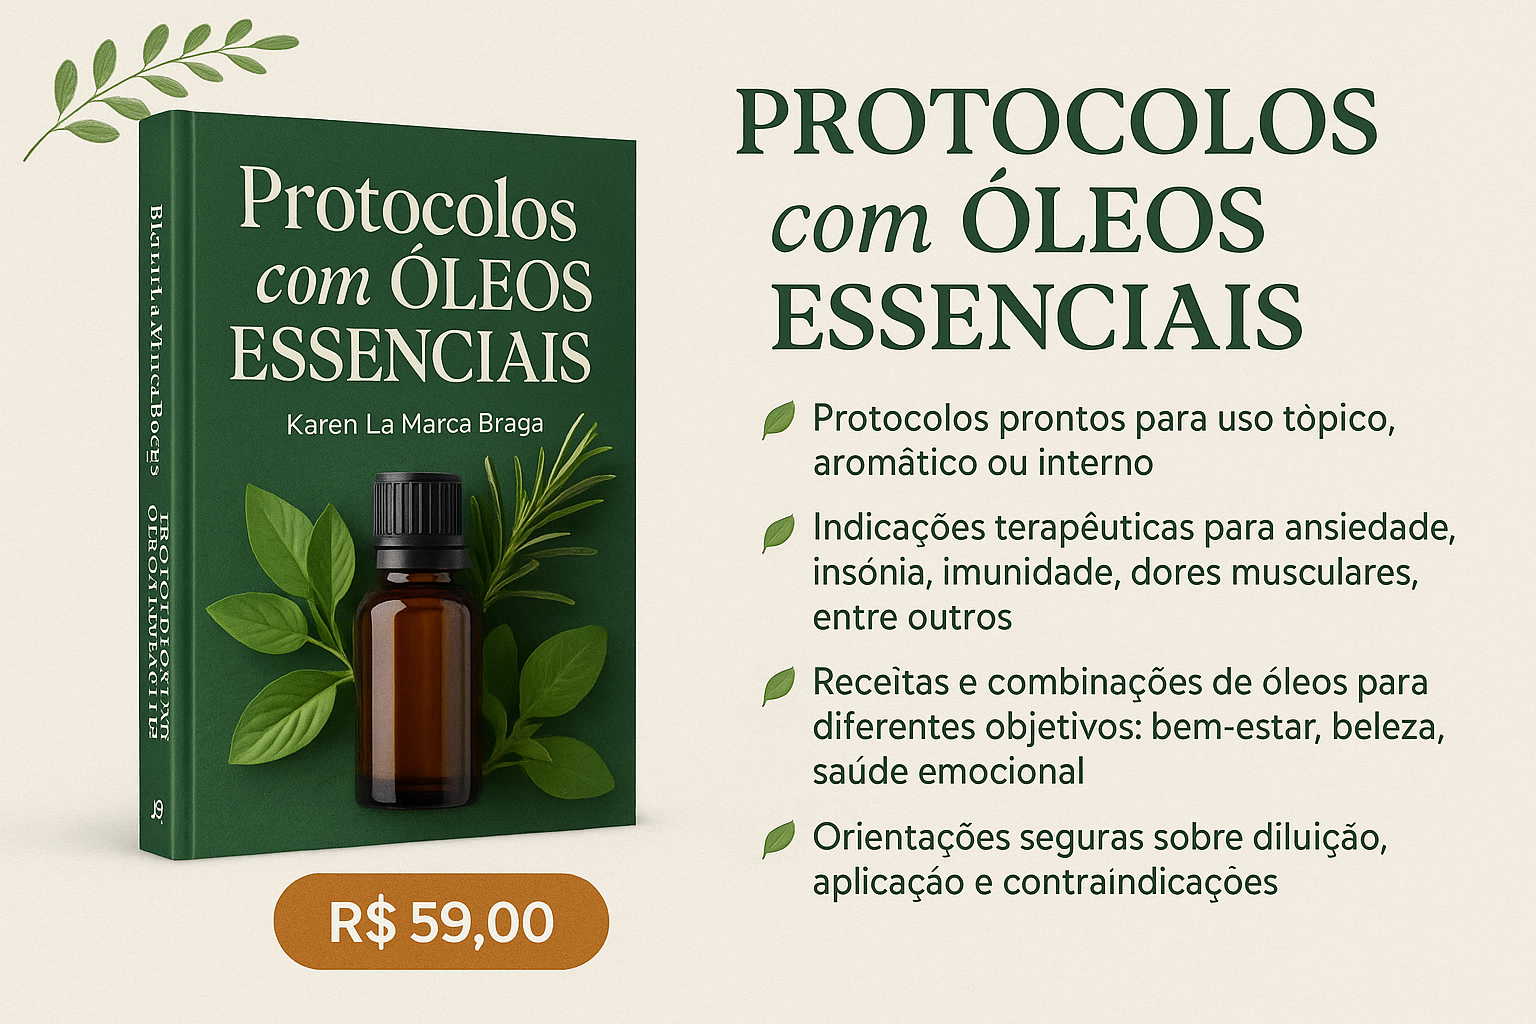 Protocolos
com ÓLEOS
ESSENCIAIS
Karen La Marca Braga
R$ 59,00
PROTOCOLOS
com ÓLEOS
ESSENCIAIS
Protocolos prontos para uso tòpico,
aromâtico ou interno
Indicações terapêuticas para ansiedade,
insónia, imunidade, dores musculares,
entre outros
Receitas e combinações de óleos para
diferentes objetivos: bem-estar, beleza,
saúde emocional
Orientações seguras sobre diluição,
aplicaçáo e contraíndicações